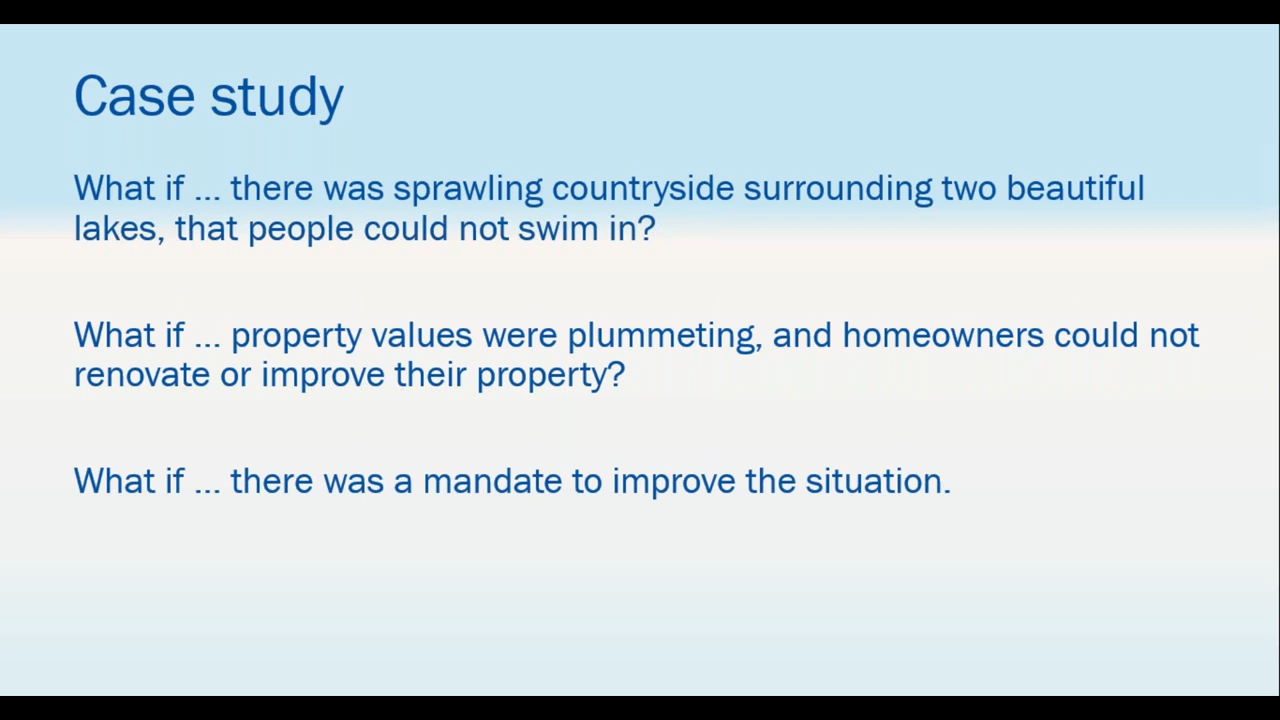 Case study
What if ... there was sprawling countryside surrounding two beautiful
lakes, that people could not swim in?
What if ... property values were plummeting, and homeowners could not
renovate or improve their property?
What if ... there was a mandate to improve the situation.